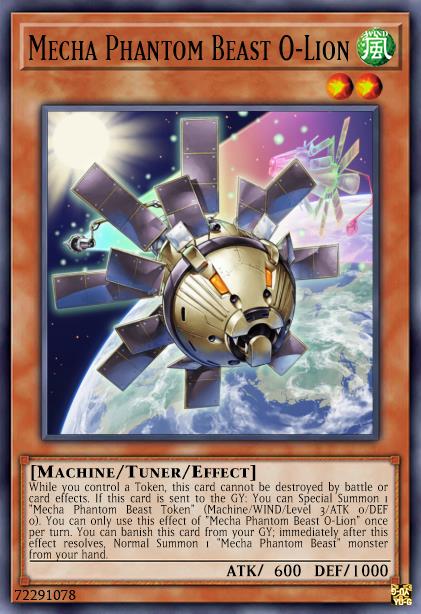 MECHA PHANTOM BEAST O-LION
WIND
風
[MACHINE/TUNER/EFFECT]
While you control a Token, this card cannot be destroyed by battle or
card effects. If this card is sent to the GY: You can Special Summon 1
"Mecha Phantom Beast Token" (Machine/WIND/Level 3/ATK 0/DEF
0). You can only use this effect of "Mecha Phantom Beast O-Lion" once
per turn. You can banish this card from your GY; immediately after this
effect resolves, Normal Summon 1 "Mecha Phantom Beast" monster
from your hand.
ATK/ 600 DEF/1000
72291078